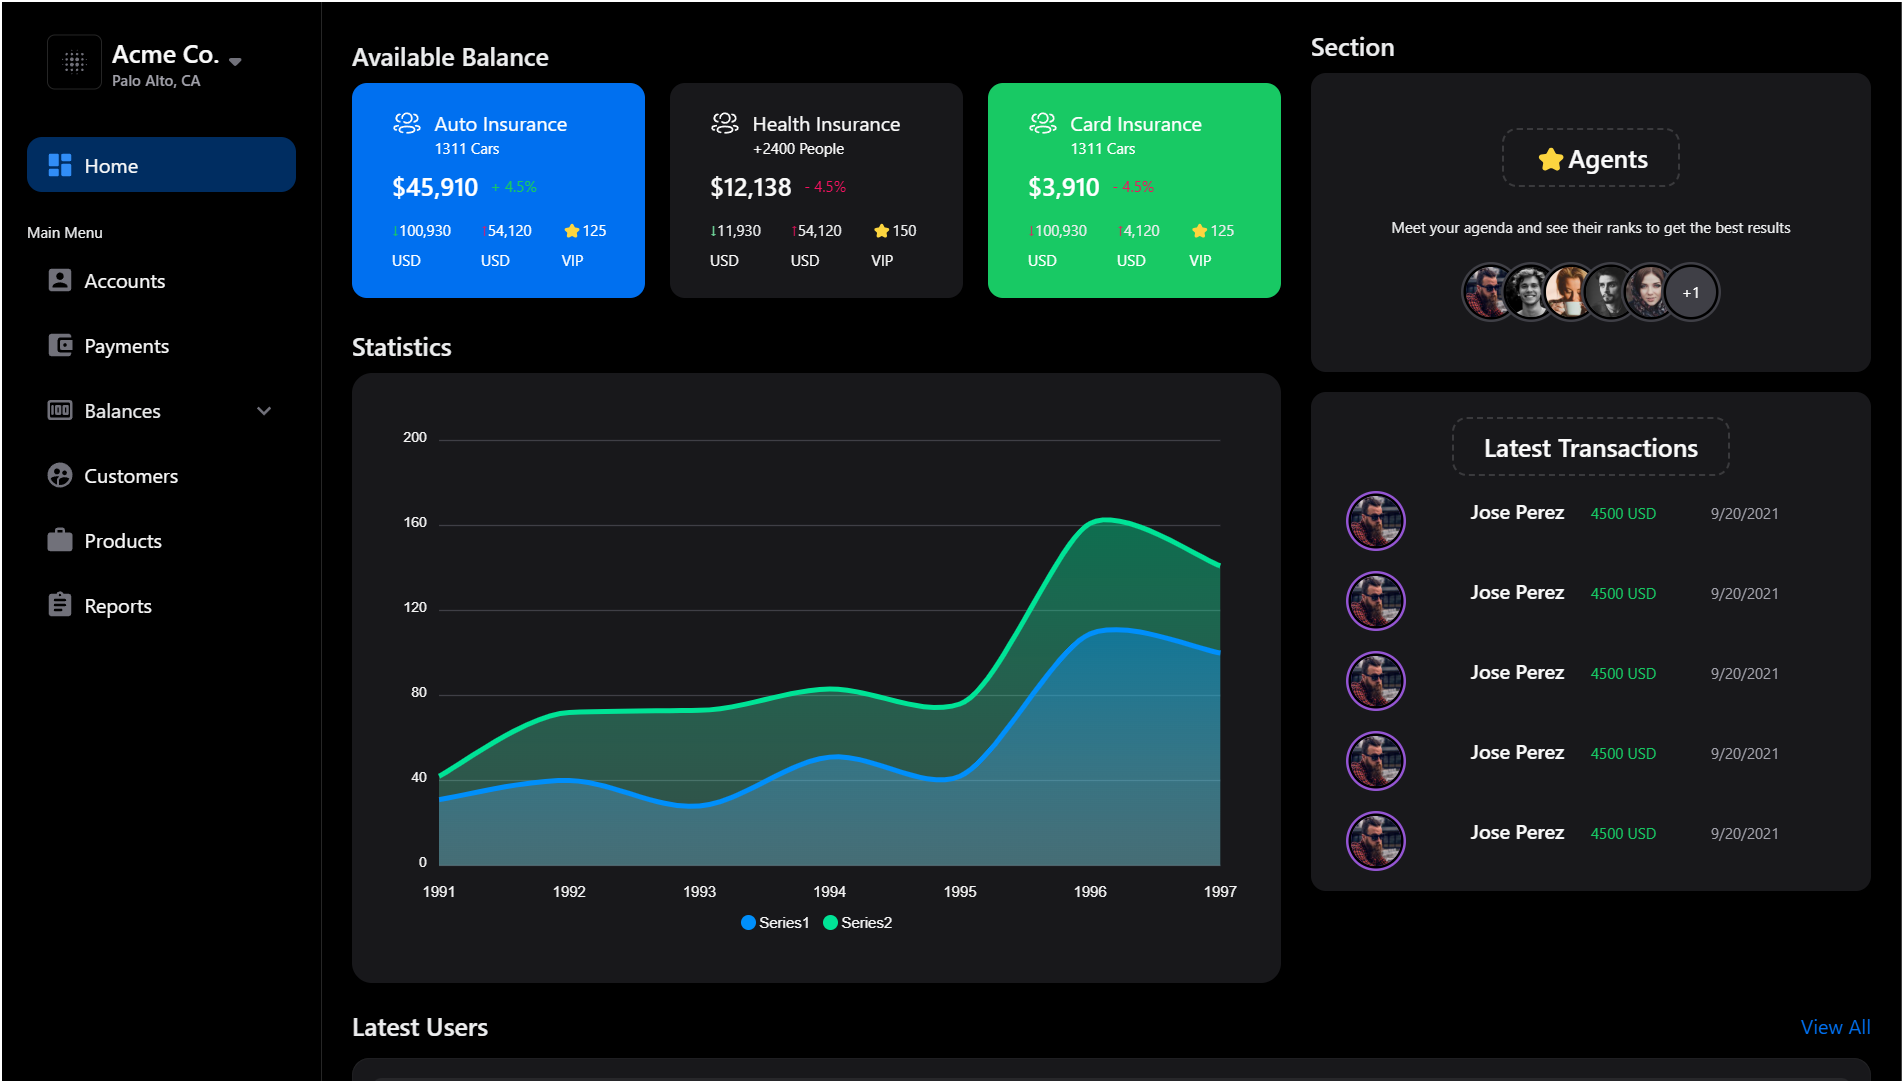 Acme Co.
Palo Alto, CA
Home
Main Menu
Accounts
Payments
Balances
Customers
Products
Reports
Available Balance
Auto Insurance
1311 Cars
$45,910 + 4.5%
↓100,930 ↑54,120 125
USD USD VIP
Health Insurance
+2400 People
$12,138 - 4.5%
↓11,930 ↑54,120 150
USD USD VIP
Card Insurance
1311 Cars
$3,910 - 4.5%
↓100,930 ↑4,120 125
USD USD VIP
Statistics
200
160
120
80
40
0
1991 1992 1993 1994 1995 1996 1997
Series1 Series2
Section
Agents
Meet your agenda and see their ranks to get the best results
+1
Latest Transactions
Jose Perez 4500 USD 9/20/2021
Jose Perez 4500 USD 9/20/2021
Jose Perez 4500 USD 9/20/2021
Jose Perez 4500 USD 9/20/2021
Jose Perez 4500 USD 9/20/2021
Latest Users
View All